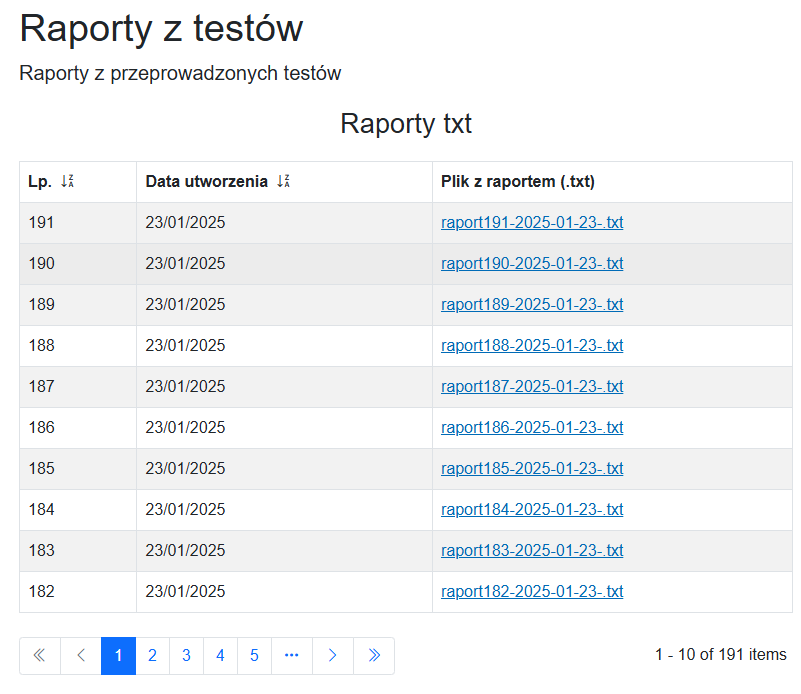 Raporty z testów
Raporty z przeprowadzonych testów
Raporty txt
Lp. Data utworzenia Plik z raportem (.txt)
191 23/01/2025 raport191-2025-01-23-.txt
190 23/01/2025 raport190-2025-01-23-.txt
189 23/01/2025 raport189-2025-01-23-.txt
188 23/01/2025 raport188-2025-01-23-.txt
187 23/01/2025 raport187-2025-01-23-.txt
186 23/01/2025 raport186-2025-01-23-.txt
185 23/01/2025 raport185-2025-01-23-.txt
184 23/01/2025 raport184-2025-01-23-.txt
183 23/01/2025 raport183-2025-01-23-.txt
182 23/01/2025 raport182-2025-01-23-.txt
« ‹ 1 2 3 4 5 ... › » 1 - 10 of 191 items